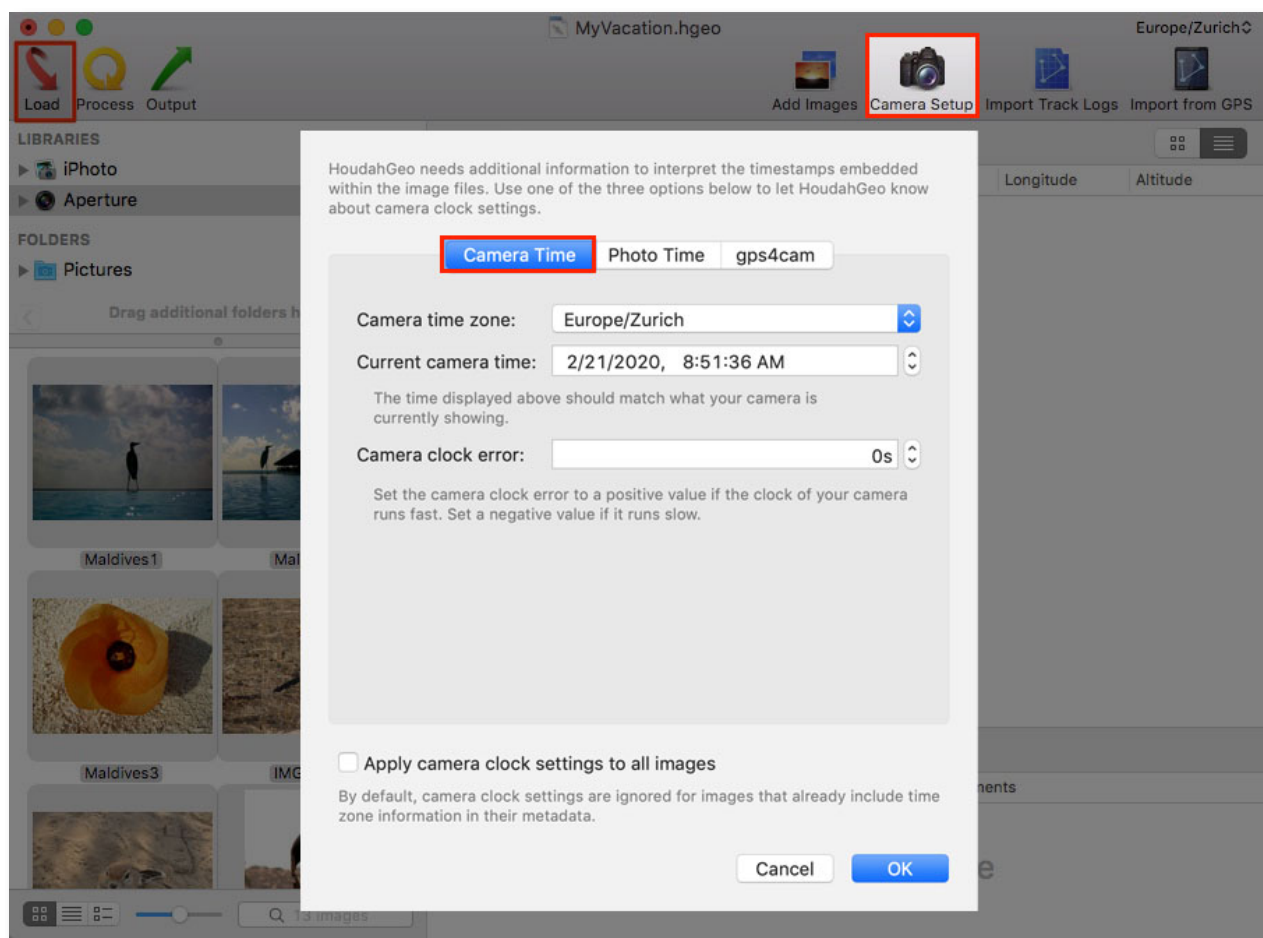 MyVacation.hgeo
Europe/Zurich
Load Process Output
Add Images Camera Setup Import Track Logs Import from GPS
LIBRARIES
iPhoto
Aperture
FOLDERS
Pictures
Drag additional folders
Longitude Altitude
HoudahGeo needs additional information to interpret the timestamps embedded
within the image files. Use one of the three options below to let HoudahGeo know
about camera clock settings.
Camera Time Photo Time gps4cam
Camera time zone: Europe/Zurich
Current camera time: 2/21/2020, 8:51:36 AM
The time displayed above should match what your camera is
currently showing.
Camera clock error: 0s
Set the camera clock error to a positive value if the clock of your camera
runs fast. Set a negative value if it runs slow.
Maldives1 Mal
Maldives3 IMG
Apply camera clock settings to all images
By default, camera clock settings are ignored for images that already include time
zone information in their metadata.
Cancel OK
13 images